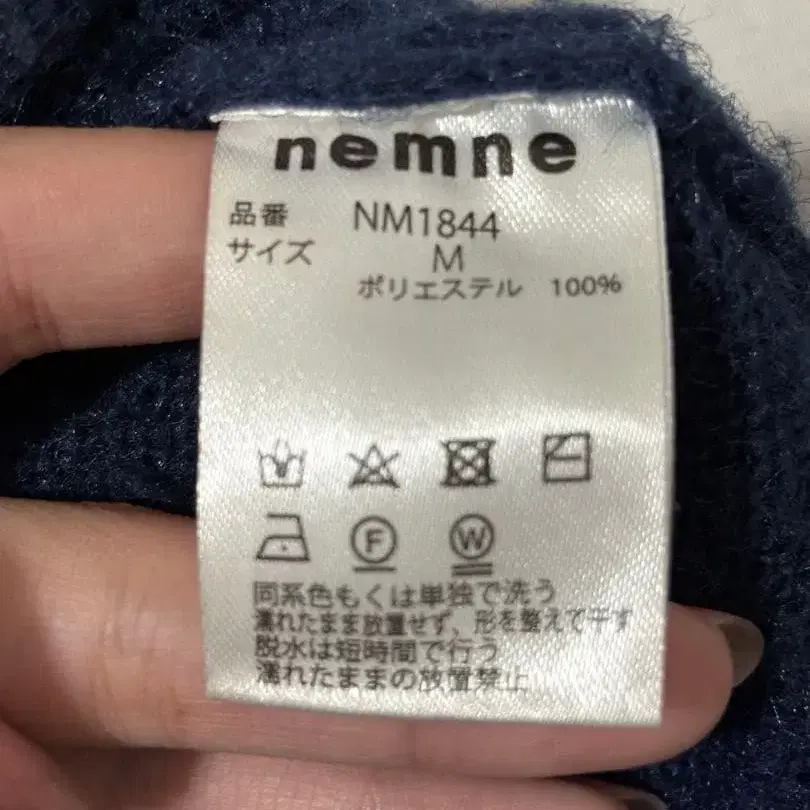 nemne
品番 NM1844
サイズ M
ポリエステル 100%
F W
同系色もくは単独で洗う
濡れたまま放置せず、形を整えて干す
脱水は短時間で行う
濡れたままの放置禁止